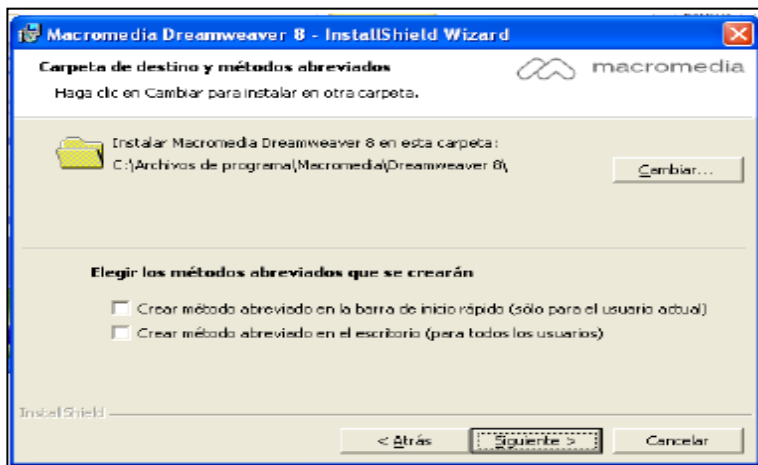 Macromedia Dreamweaver 8 - InstallShield Wizard
Carpeta de destino y métodos abreviados
macromedia
Haga clic en Cambiar para instalar en otra carpeta.
Instalar Macromedia Dreamweaver 8 en esta carpeta:
C:\Archivos de programa\Macromedia\Dreamweaver 8\
Cambiar...
Elegir los métodos abreviados que se crearán
Crear método abreviado en la barra de inicio rápido (sólo para el usuario actual)
Crear método abreviado en el escritorio (para todos los usuarios)
InstallShield
< Atrás
Siguiente >
Cancelar